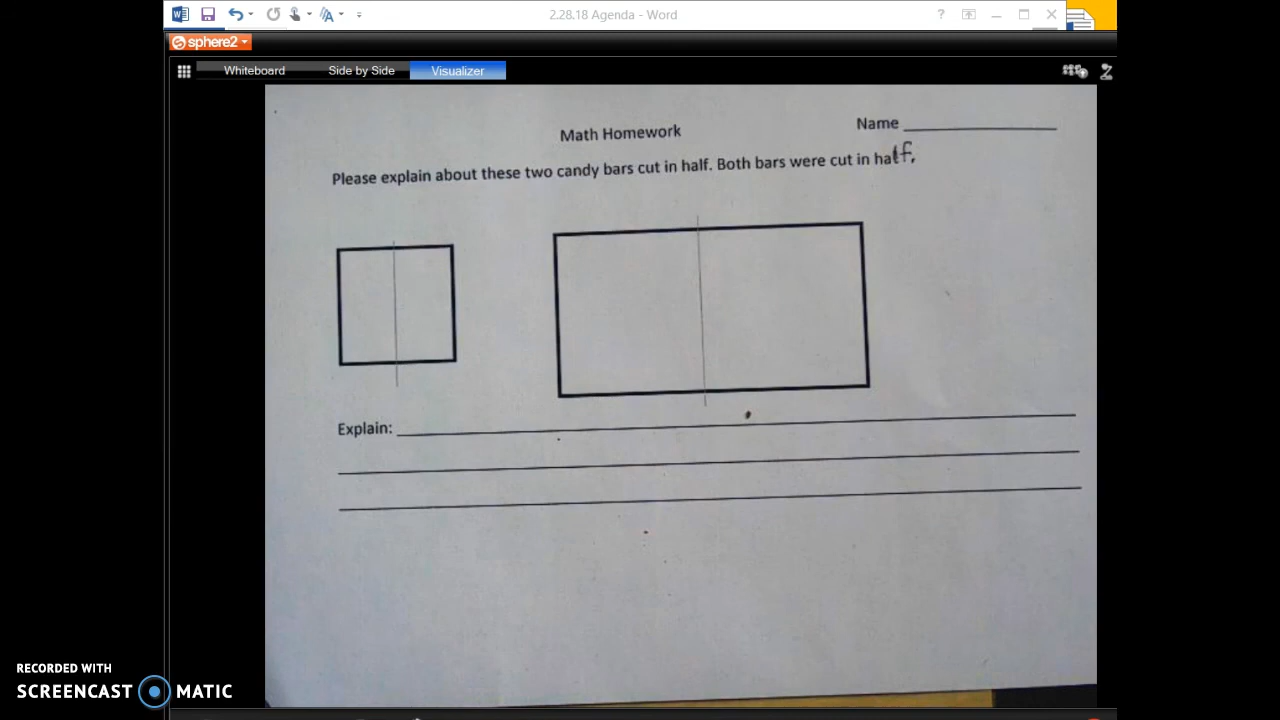 2.28.18 Agenda - Word
sphere2
Whiteboard Side by Side Visualizer
Math Homework
Name
Please explain about these two candy bars cut in half. Both bars were cut in half.
Explain:
RECORDED WITH
SCREENCAST MATIC